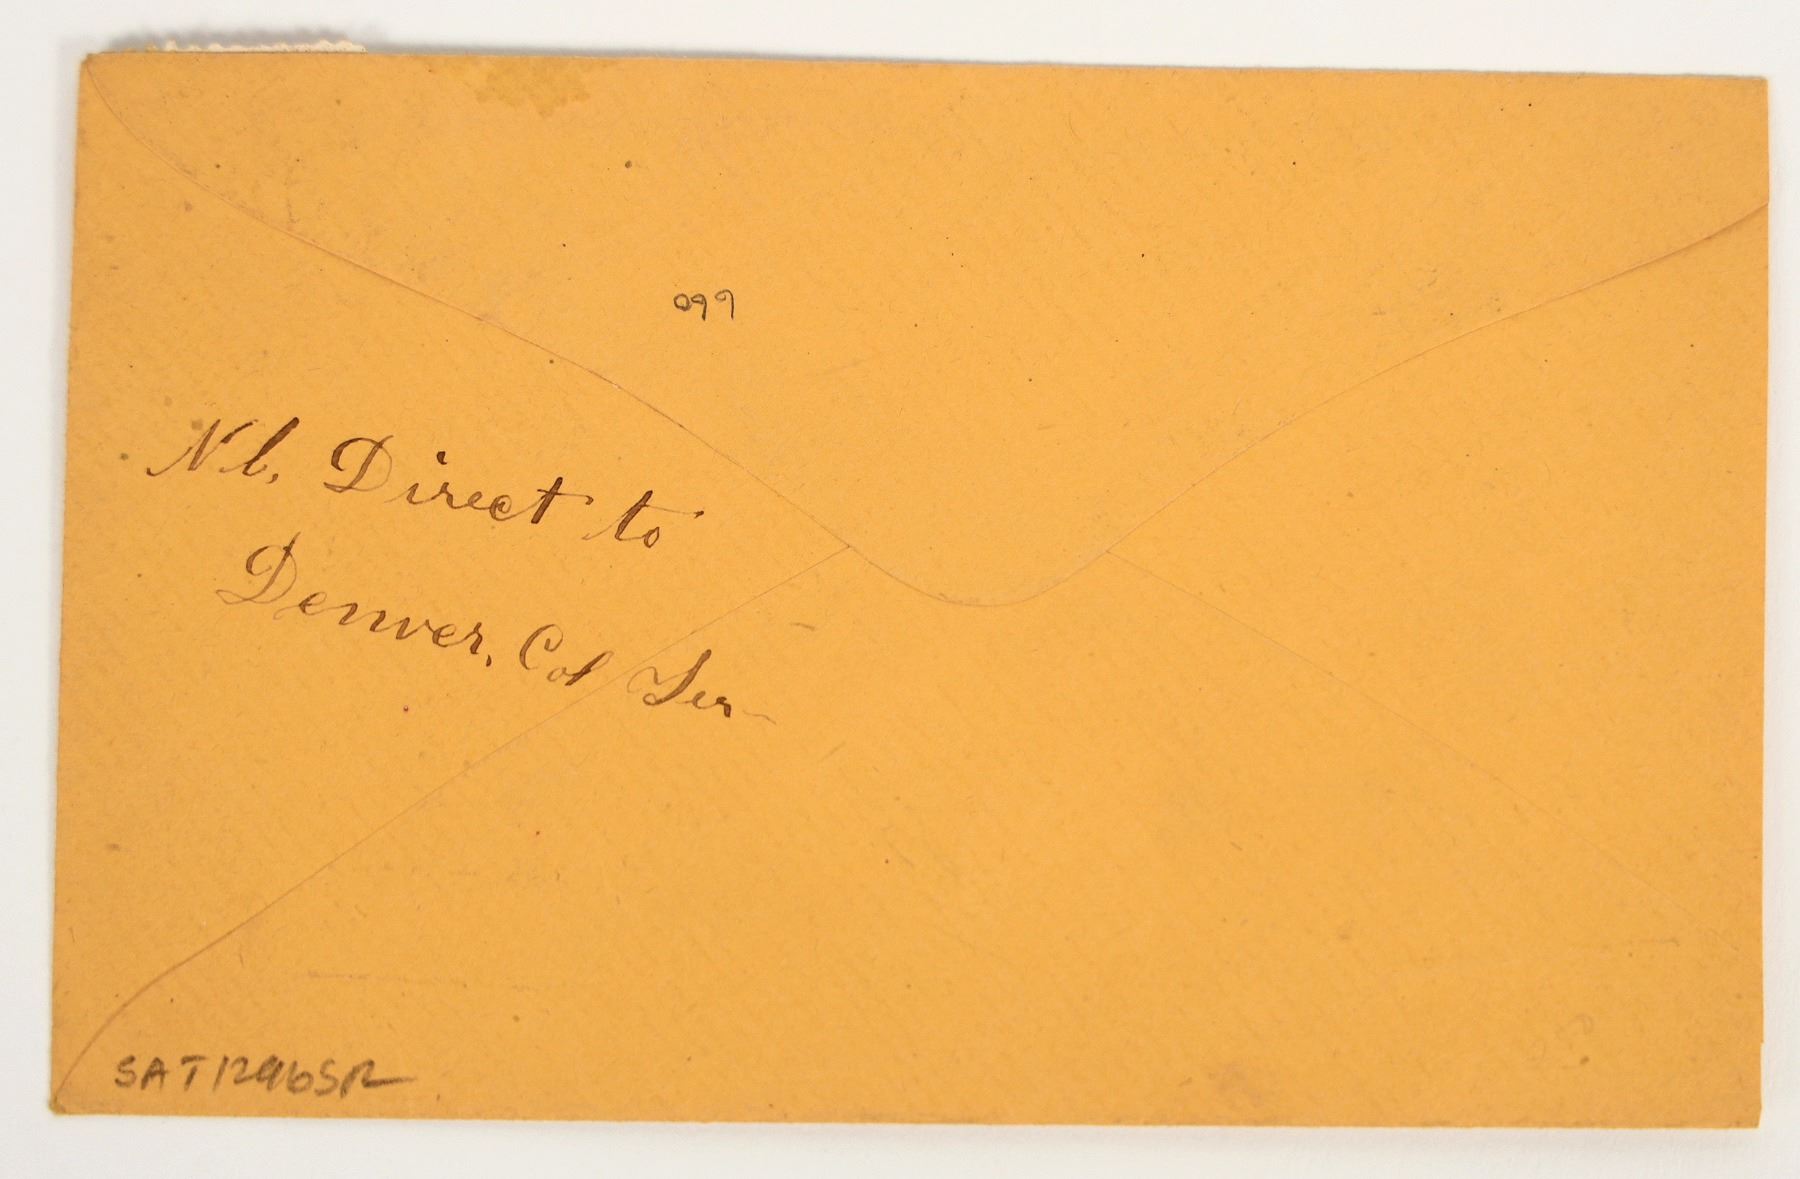 099
N.b. Direct to
Denver, Col Ter
SAT1296SR